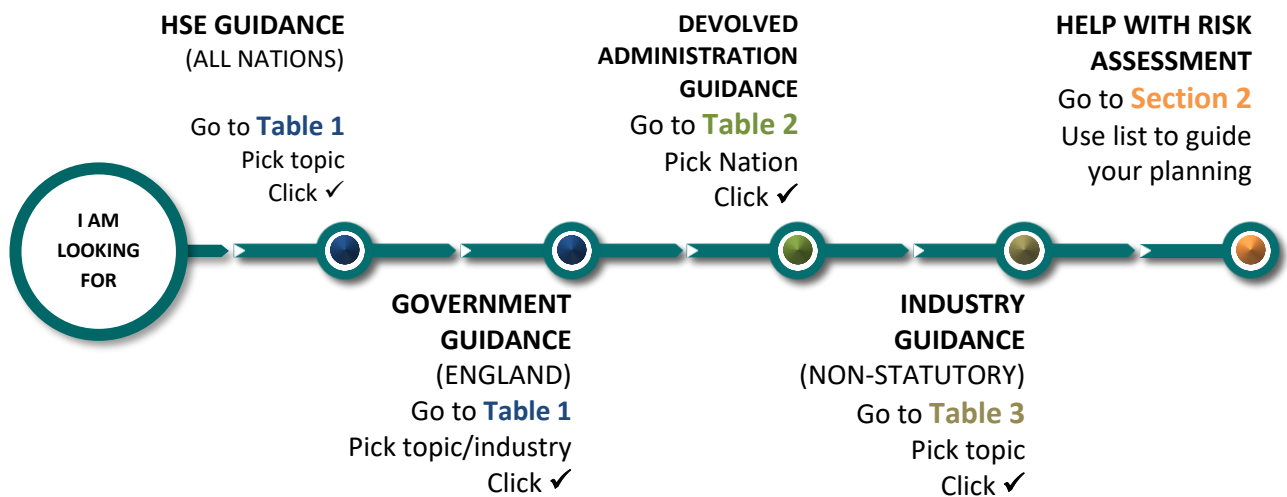 I AM
LOOKING
FOR
HSE GUIDANCE
(ALL NATIONS)
Go to Table 1
Pick topic
Click ✓
GOVERNMENT
GUIDANCE
(ENGLAND)
Go to Table 1
Pick topic/industry
Click ✓
DEVOLVED
ADMINISTRATION
GUIDANCE
Go to Table 2
Pick Nation
Click ✓
INDUSTRY
GUIDANCE
(NON-STATUTORY)
Go to Table 3
Pick topic
Click ✓
HELP WITH RISK
ASSESSMENT
Go to Section 2
Use list to guide
your planning